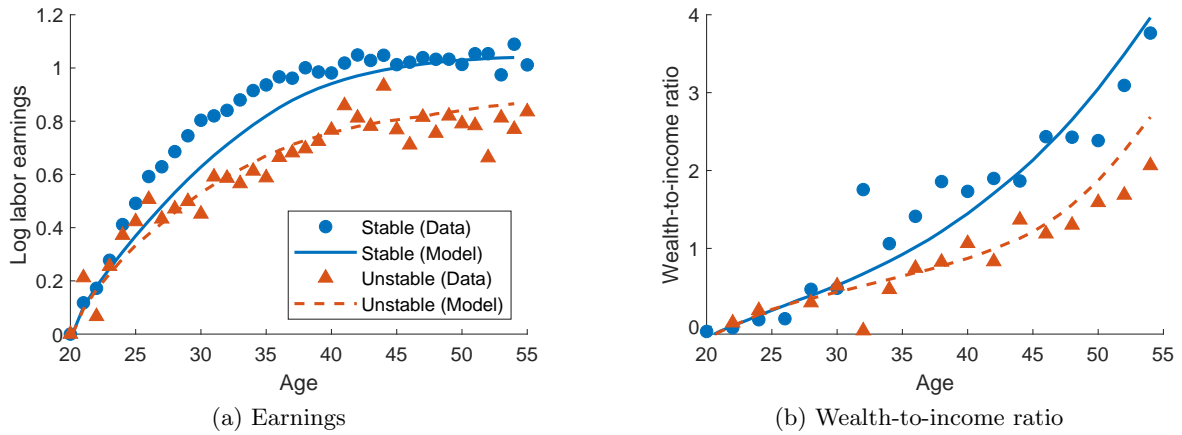 1.2
1
0.8
0.6
0.4
0.2
0
20 25 30 35 40 45 50 55
Log labor earnings
Age
Stable (Data)
Stable (Model)
Unstable (Data)
Unstable (Model)
(a) Earnings
4
3
2
1
0
20 25 30 35 40 45 50 55
Wealth-to-income ratio
Age
(b) Wealth-to-income ratio